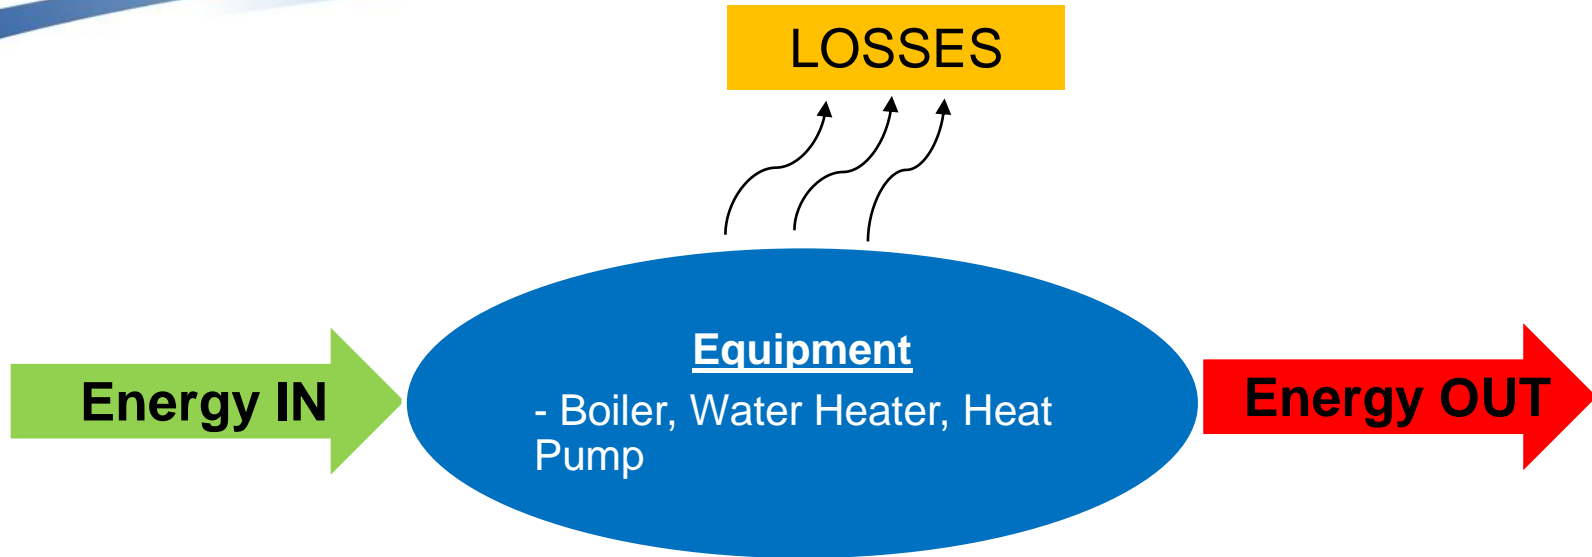 LOSSES
Equipment
Energy IN
- Boiler, Water Heater, Heat
Pump
Energy OUT